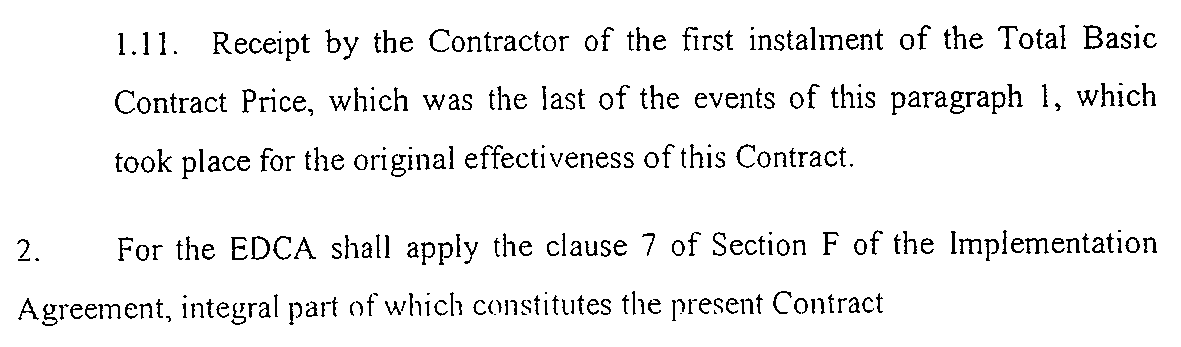 1.11. Receipt by the Contractor of the first instalment of the Total Basic
Contract Price, which was the last of the events of this paragraph 1, which
took place for the original effectiveness of this Contract.
2. For the EDCA shall apply the clause 7 of Section F of the Implementation
Agreement, integral part of which constitutes the present Contract